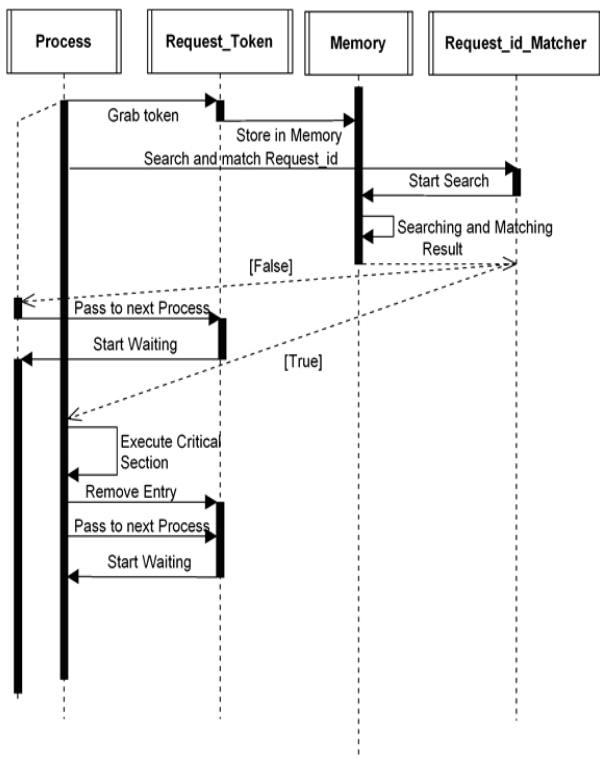 Process
Request_Token
Memory
Request_id_Matcher
Grab token
Store in Memory
Search and match Request_id
Start Search
Searching and Matching
Result
[False]
Pass to next Process
Start Waiting
[True]
Execute Critical
Section
Remove Entry
Pass to next Process
Start Waiting